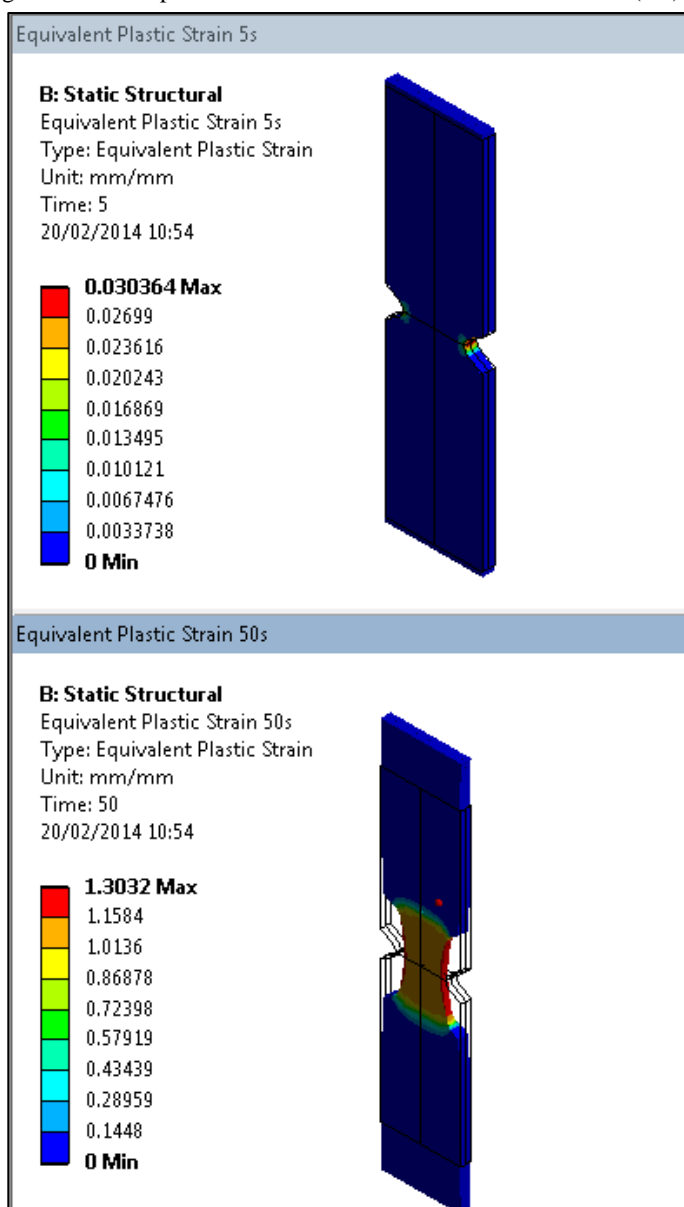 Equivalent Plastic Strain 5s
B: Static Structural
Equivalent Plastic Strain 5s
Type: Equivalent Plastic Strain
Unit: mm/mm
Time: 5
20/02/2014 10:54
0.030364 Max
0.02699
0.023616
0.020243
0.016869
0.013495
0.010121
0.0067476
0.0033738
0 Min
Equivalent Plastic Strain 50s
B: Static Structural
Equivalent Plastic Strain 50s
Type: Equivalent Plastic Strain
Unit: mm/mm
Time: 50
20/02/2014 10:54
1.3032 Max
1.1584
1.0136
0.86878
0.72398
0.57919
0.43439
0.28959
0.1448
0 Min